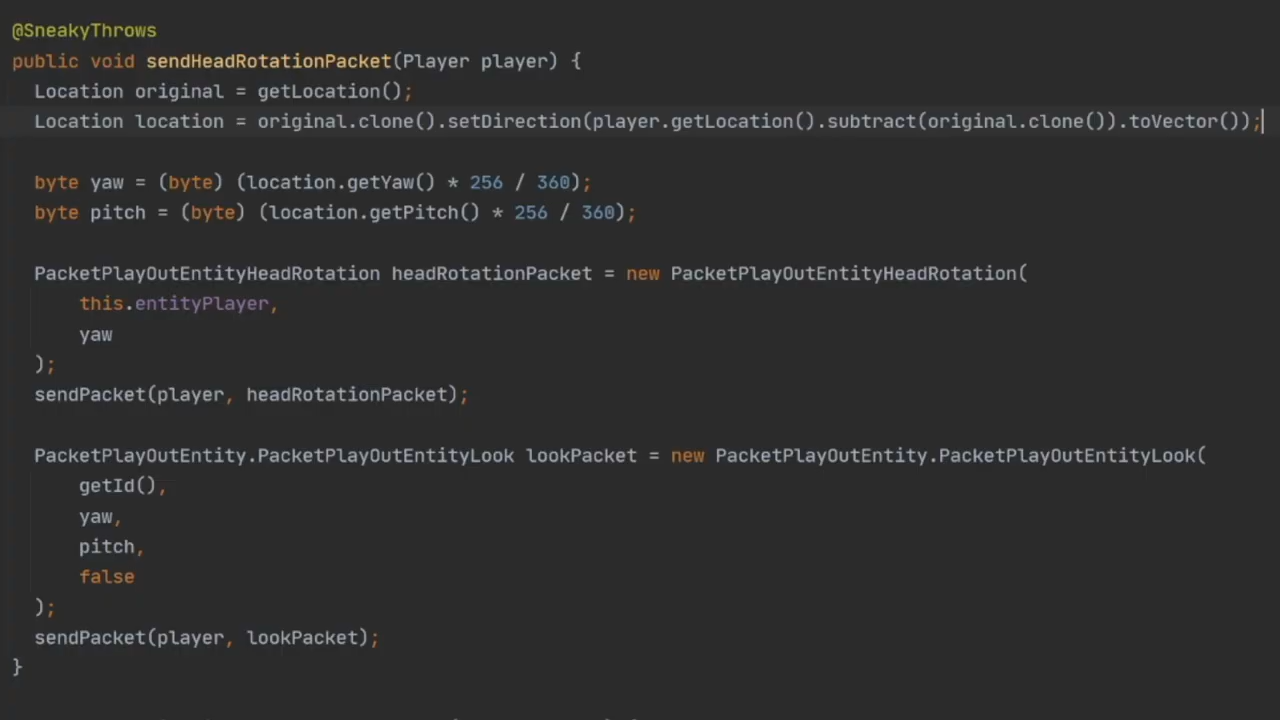 @SneakyThrows
public void sendHeadRotationPacket(Player player) {
Location original = getLocation();
Location location = original.clone().setDirection(player.getLocation().subtract(original.clone()).toVector());
byte yaw = (byte) (location.getYaw() * 256 / 360);
byte pitch = (byte) (location.getPitch() * 256 / 360);
PacketPlayOutEntityHeadRotation headRotationPacket = new PacketPlayOutEntityHeadRotation(
this.entityPlayer,
yaw
);
sendPacket(player, headRotationPacket);
PacketPlayOutEntity.PacketPlayOutEntityLook lookPacket = new PacketPlayOutEntity.PacketPlayOutEntityLook(
getId(),
yaw,
pitch,
false
);
sendPacket(player, lookPacket);
}